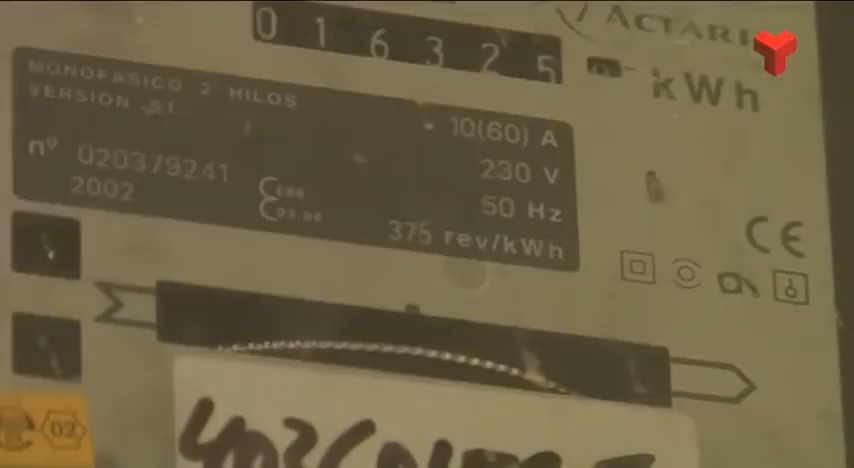 016325
ACTARI
kWh
MONOFASICO 2 HILOS
VERSION
10(60) A
nº 020379241
230 V
2002
50 Hz
375 rev/kWh
CE
02